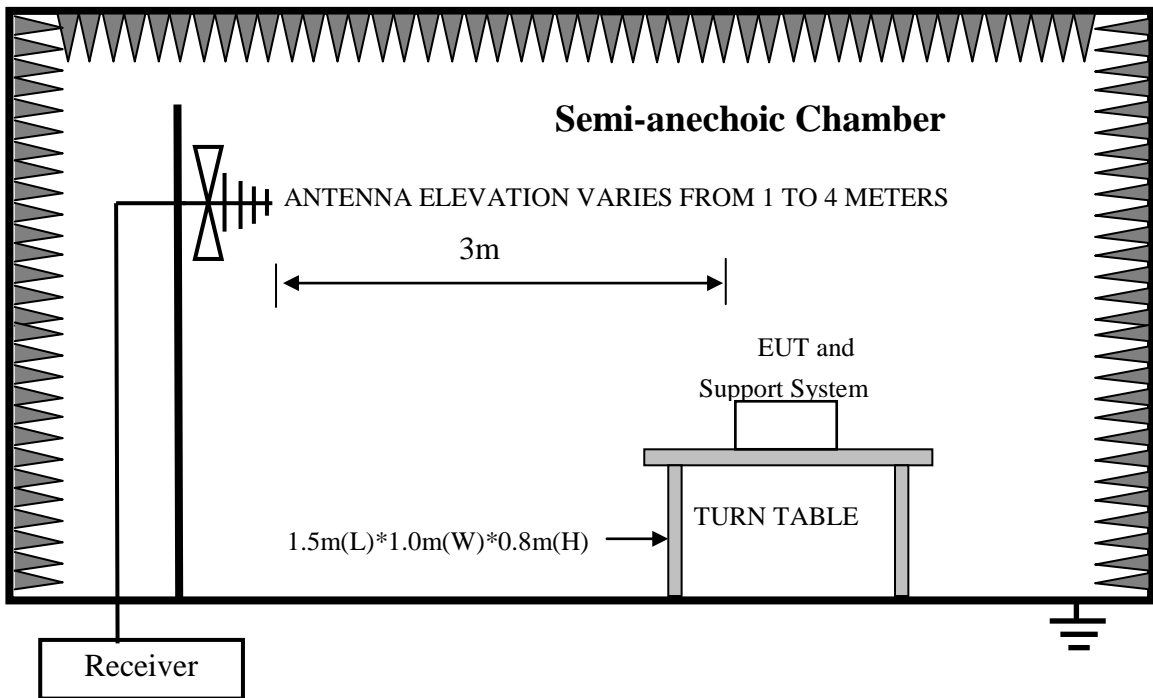 Semi-anechoic Chamber
ANTENNA ELEVATION VARIES FROM 1 TO 4 METERS
3m
EUT and
Support System
TURN TABLE
1.5m(L)*1.0m(W)*0.8m(H)
Receiver